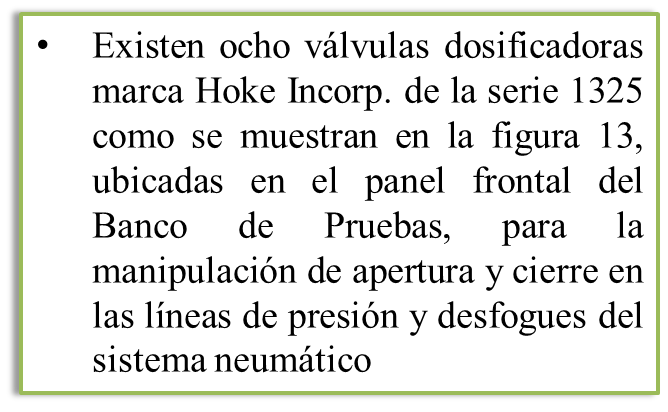 • Existen ocho válvulas dosificadoras
marca Hoke Incorp. de la serie 1325
como se muestran en la figura 13,
ubicadas en el panel frontal del
Banco de Pruebas, para la
manipulación de apertura y cierre en
las líneas de presión y desfogues del
sistema neumático